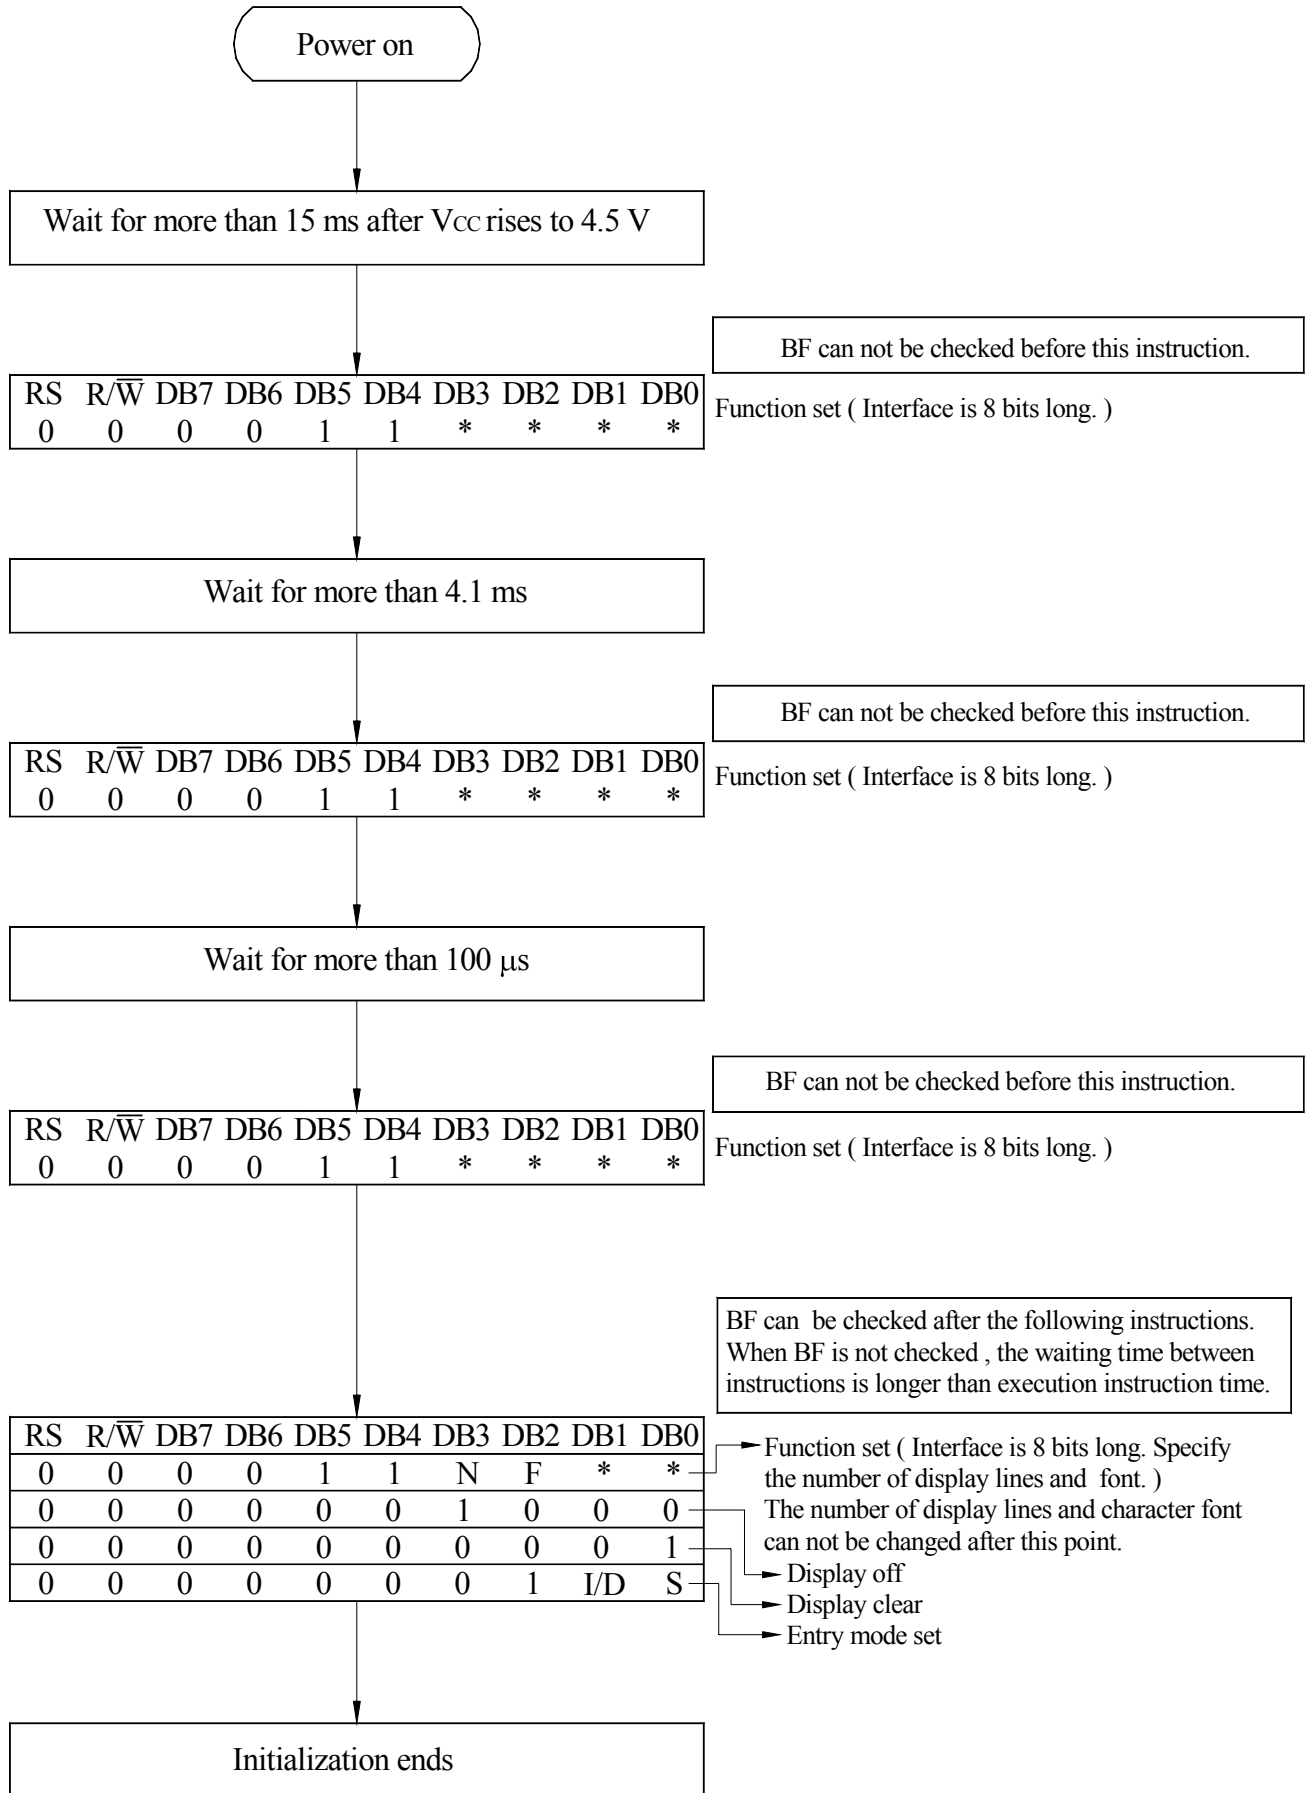 Power on
Wait for more than 15 ms after VCC rises to 4.5 V
BF can not be checked before this instruction.
RS R/W̅ DB7 DB6 DB5 DB4 DB3 DB2 DB1 DB0
0 0 0 0 1 1 * * * *
Function set ( Interface is 8 bits long. )
Wait for more than 4.1 ms
BF can not be checked before this instruction.
RS R/W̅ DB7 DB6 DB5 DB4 DB3 DB2 DB1 DB0
0 0 0 0 1 1 * * * *
Function set ( Interface is 8 bits long. )
Wait for more than 100 µs
BF can not be checked before this instruction.
RS R/W̅ DB7 DB6 DB5 DB4 DB3 DB2 DB1 DB0
0 0 0 0 1 1 * * * *
Function set ( Interface is 8 bits long. )
BF can be checked after the following instructions.
When BF is not checked , the waiting time between
instructions is longer than execution instruction time.
RS R/W̅ DB7 DB6 DB5 DB4 DB3 DB2 DB1 DB0
0 0 0 0 1 1 N F * *
0 0 0 0 0 0 1 0 0 0
0 0 0 0 0 0 0 0 0 1
0 0 0 0 0 0 0 1 I/D S
Function set ( Interface is 8 bits long. Specify
the number of display lines and font. )
The number of display lines and character font
can not be changed after this point.
Display off
Display clear
Entry mode set
Initialization ends